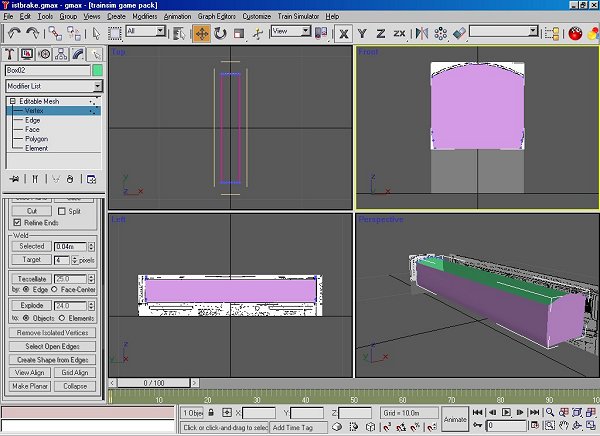 istbrake.gmax - gmax - [trainsim game pack]
File Edit Tools Group Views Create Modifiers Animation Graph Editors Customize TrainSim MaxScript Help
All View
Box02
Modifier List
Editable Mesh
Vertex
Edge
Face
Polygon
Element
Cut Split
Refine Ends
Weld
Selected 0.04m
Target 4 pixels
Tessellate 25.0
by: Edge Face-Center
Explode 24.0
to: Objects Elements
Remove Isolated Vertices
Select Open Edges
Create Shape from Edges
View Align Grid Align
Make Planar Collapse
Top
z
x
Front
z
x
Left
z
y
Perspective
z
x
0 / 100
0 10 20 30 40 50 60 70 80 90
1 Obje X: Y: Z: Grid = 10.0m
Click or click-and-drag to selec Add Time Tag
Animate
0